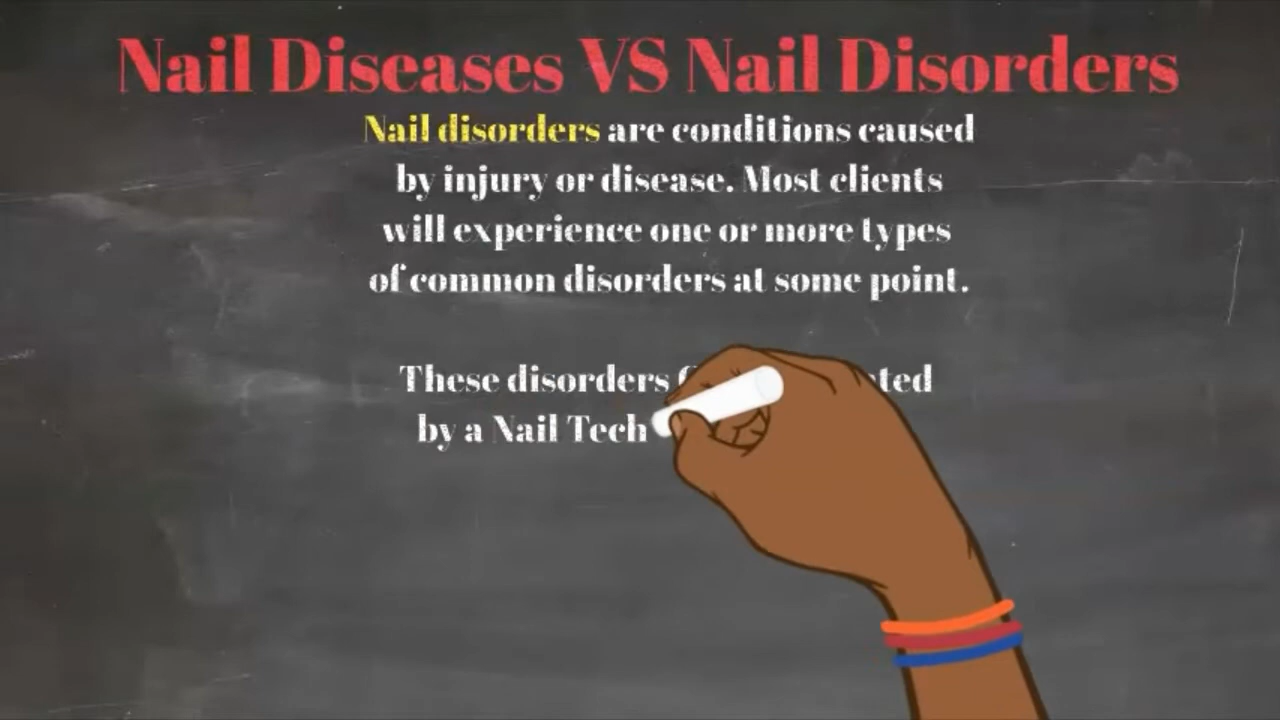 Nail Diseases VS Nail Disorders
Nail disorders are conditions caused
by injury or disease. Most clients
will experience one or more types
of common disorders at some point.
These disorders
by a Nail Tech